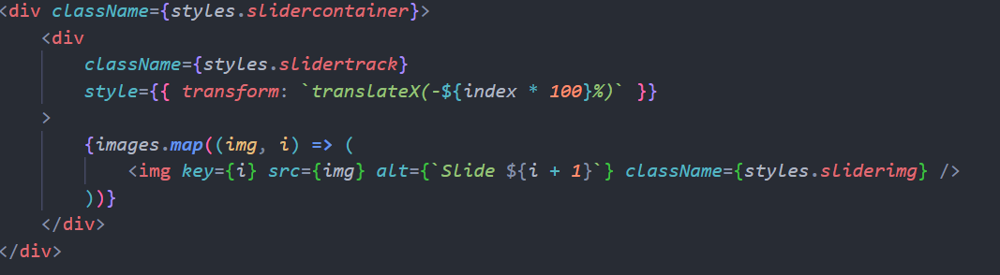 <div className={styles.slidercontainer}>
<div
className={styles.slidertrack}
style={{ transform: `translateX(-${index * 100}%)` }}
>
{images.map((img, i) => (
<img key={i} src={img} alt={`Slide ${i + 1}`} className={styles.sliderimg} />
))}
</div>
</div>